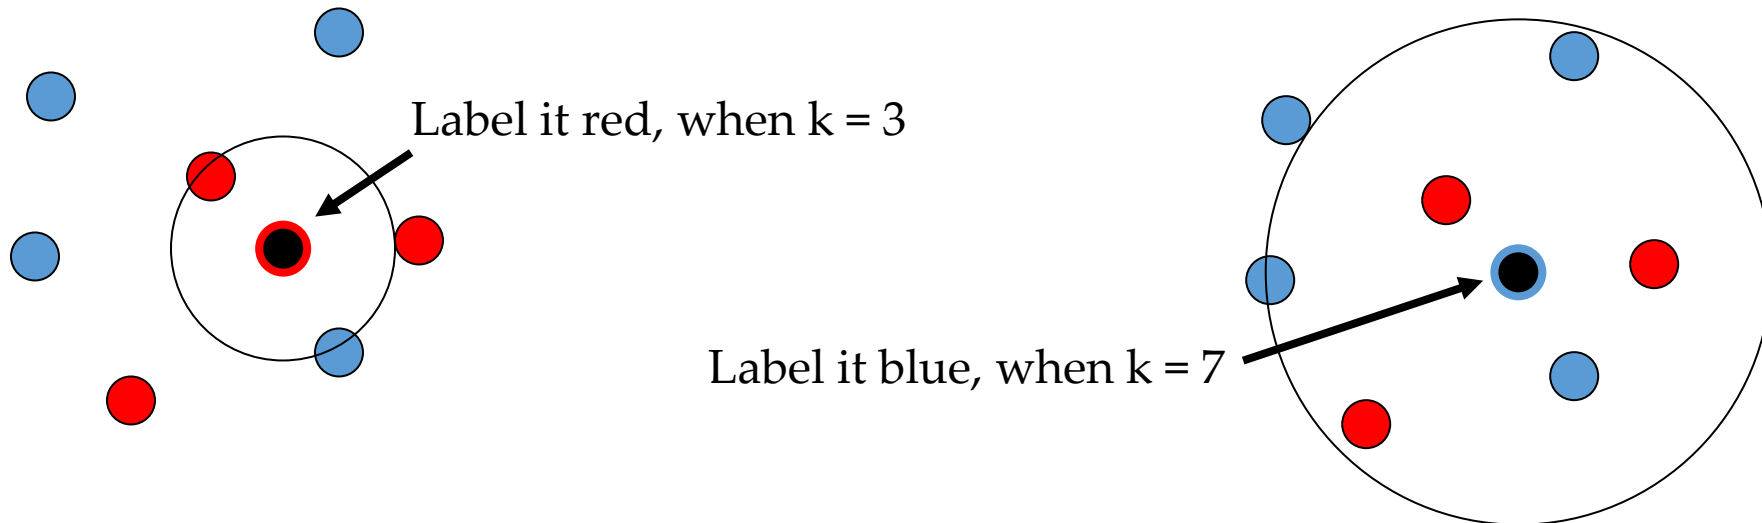 Label it red, when k = 3
Label it blue, when k = 7